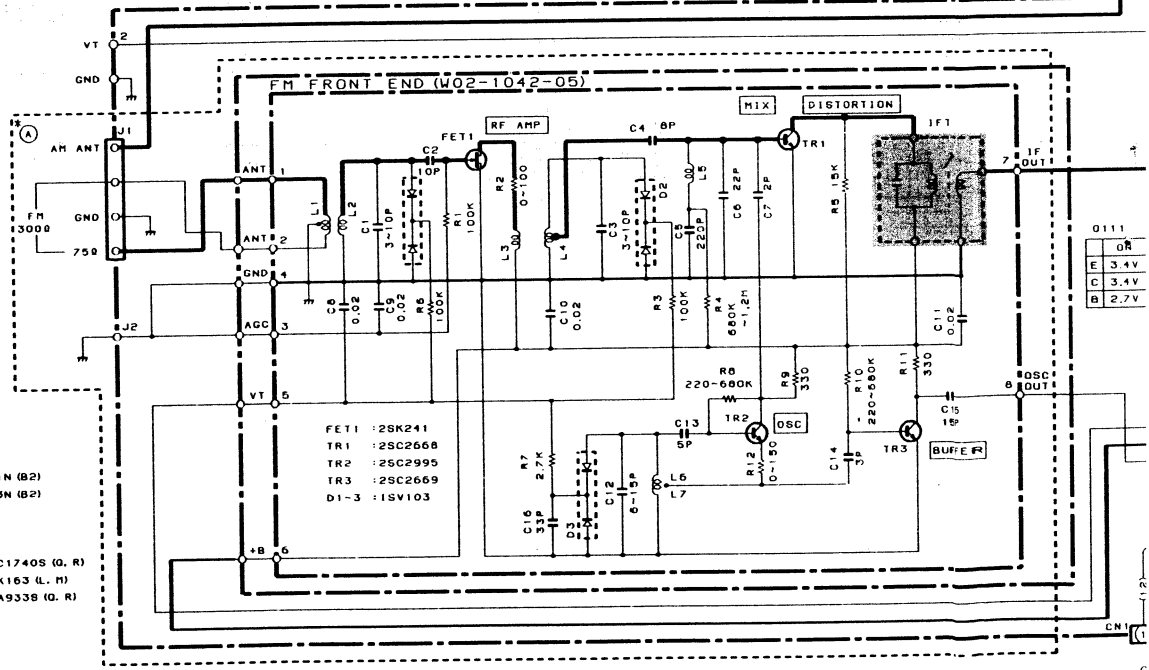 VT 2
GND
FM FRONT END (W02-1042-05)
* A
J1
AM ANT
FM 300Ω
GND
75Ω
J2
ANT 1
ANT 2
GND 4
AGC 3
VT 5
+B 6
L1
L2
C1 3~10P
C2 10P
R1 100K
FET1
RF AMP
R2 0~100
L3
L4
C3 3~10P
C4 8P
D2
L5
C5 220P
C6 22P
C7 2P
MIX
DISTORTION
TR1
R5 15K
IFT
7 IF OUT
C8 0.02
C9 0.02
R6 100K
C10 0.02
R3 100K
R4 680K ~1.2M
C11 0.02
R8 220~680K
R9 330
R10 220~680K
R11 330
8 OSC OUT
C15 15P
FET1 :2SK241
TR1 :2SC2668
TR2 :2SC2995
TR3 :2SC2669
D1~3 :1SV103
R7 2.7K
C16 33P
D3
C12 6~15P
C13 5P
L6
L7
TR2
OSC
R12 0~150
C14 3P
TR3
BUFFER
Q111
E 3.4V
C 3.4V
B 2.7V
N (B2)
N (B2)
C1740S (Q, R)
K163 (L, M)
A933S (Q, R)
CN1
(12)
(1